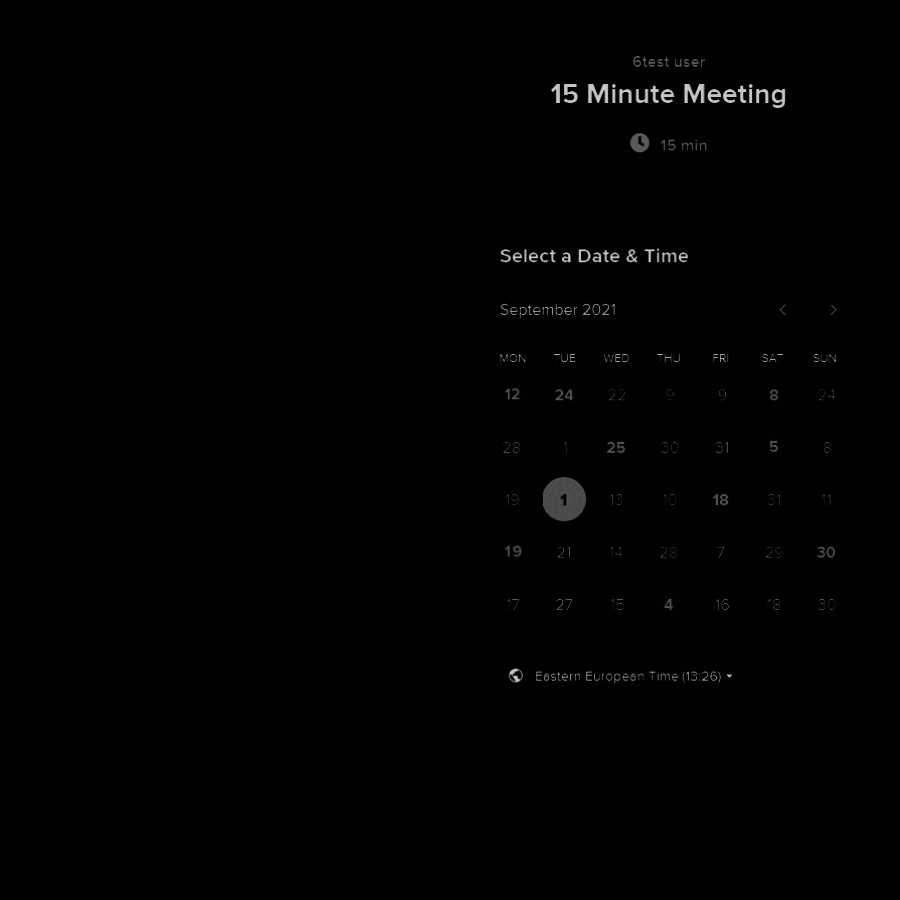 6test user
15 Minute Meeting
15 min
Select a Date & Time
September 2021
MON TUE WED THU FRI SAT SUN
12 24 22 9 9 8 24
28 1 25 30 31 5 8
19 1 13 10 18 31 11
19 21 14 28 7 29 30
17 27 15 4 16 18 30
Eastern European Time (13:26)